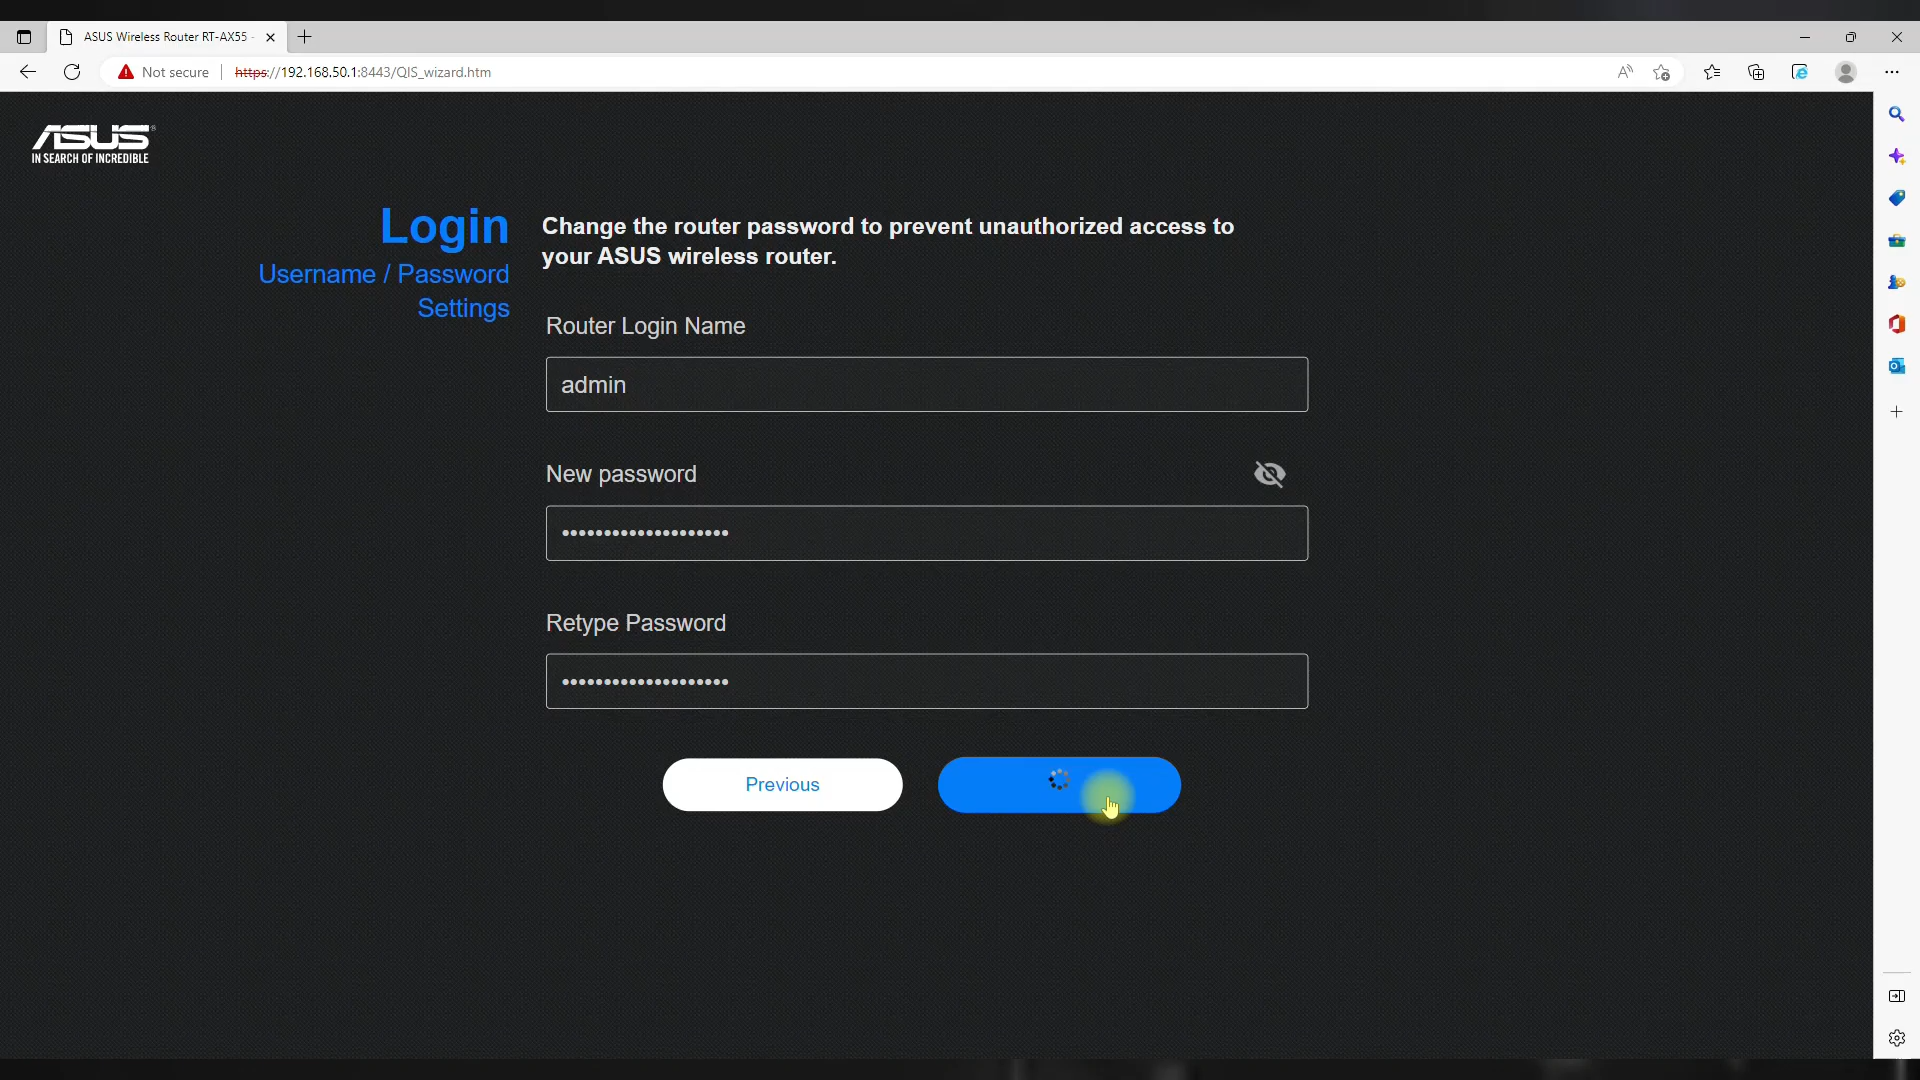 ASUS Wireless Router RT-AX55 -
Not secure
https://192.168.50.1:8443/QIS_wizard.htm
ASUS
IN SEARCH OF INCREDIBLE
Login
Username / Password
Settings
Change the router password to prevent unauthorized access to
your ASUS wireless router.
Router Login Name
admin
New password
Retype Password
Previous